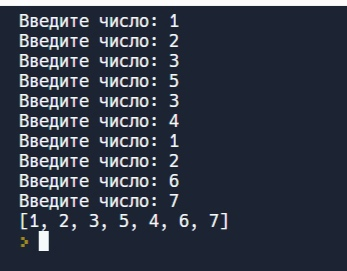 Введите число: 1
Введите число: 2
Введите число: 3
Введите число: 5
Введите число: 3
Введите число: 4
Введите число: 1
Введите число: 2
Введите число: 6
Введите число: 7
[1, 2, 3, 5, 4, 6, 7]
>